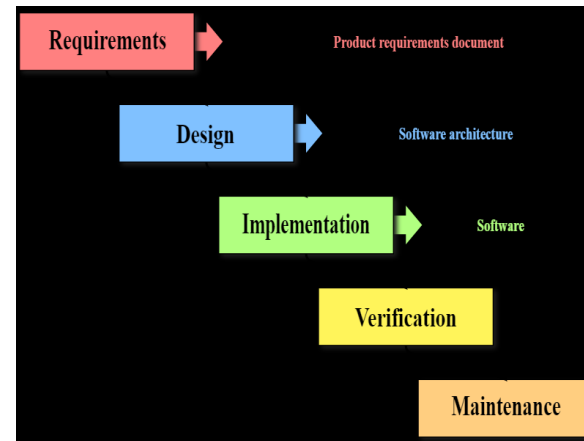 Requirements
Product requirements document
Design
Software architecture
Implementation
Software
Verification
Maintenance